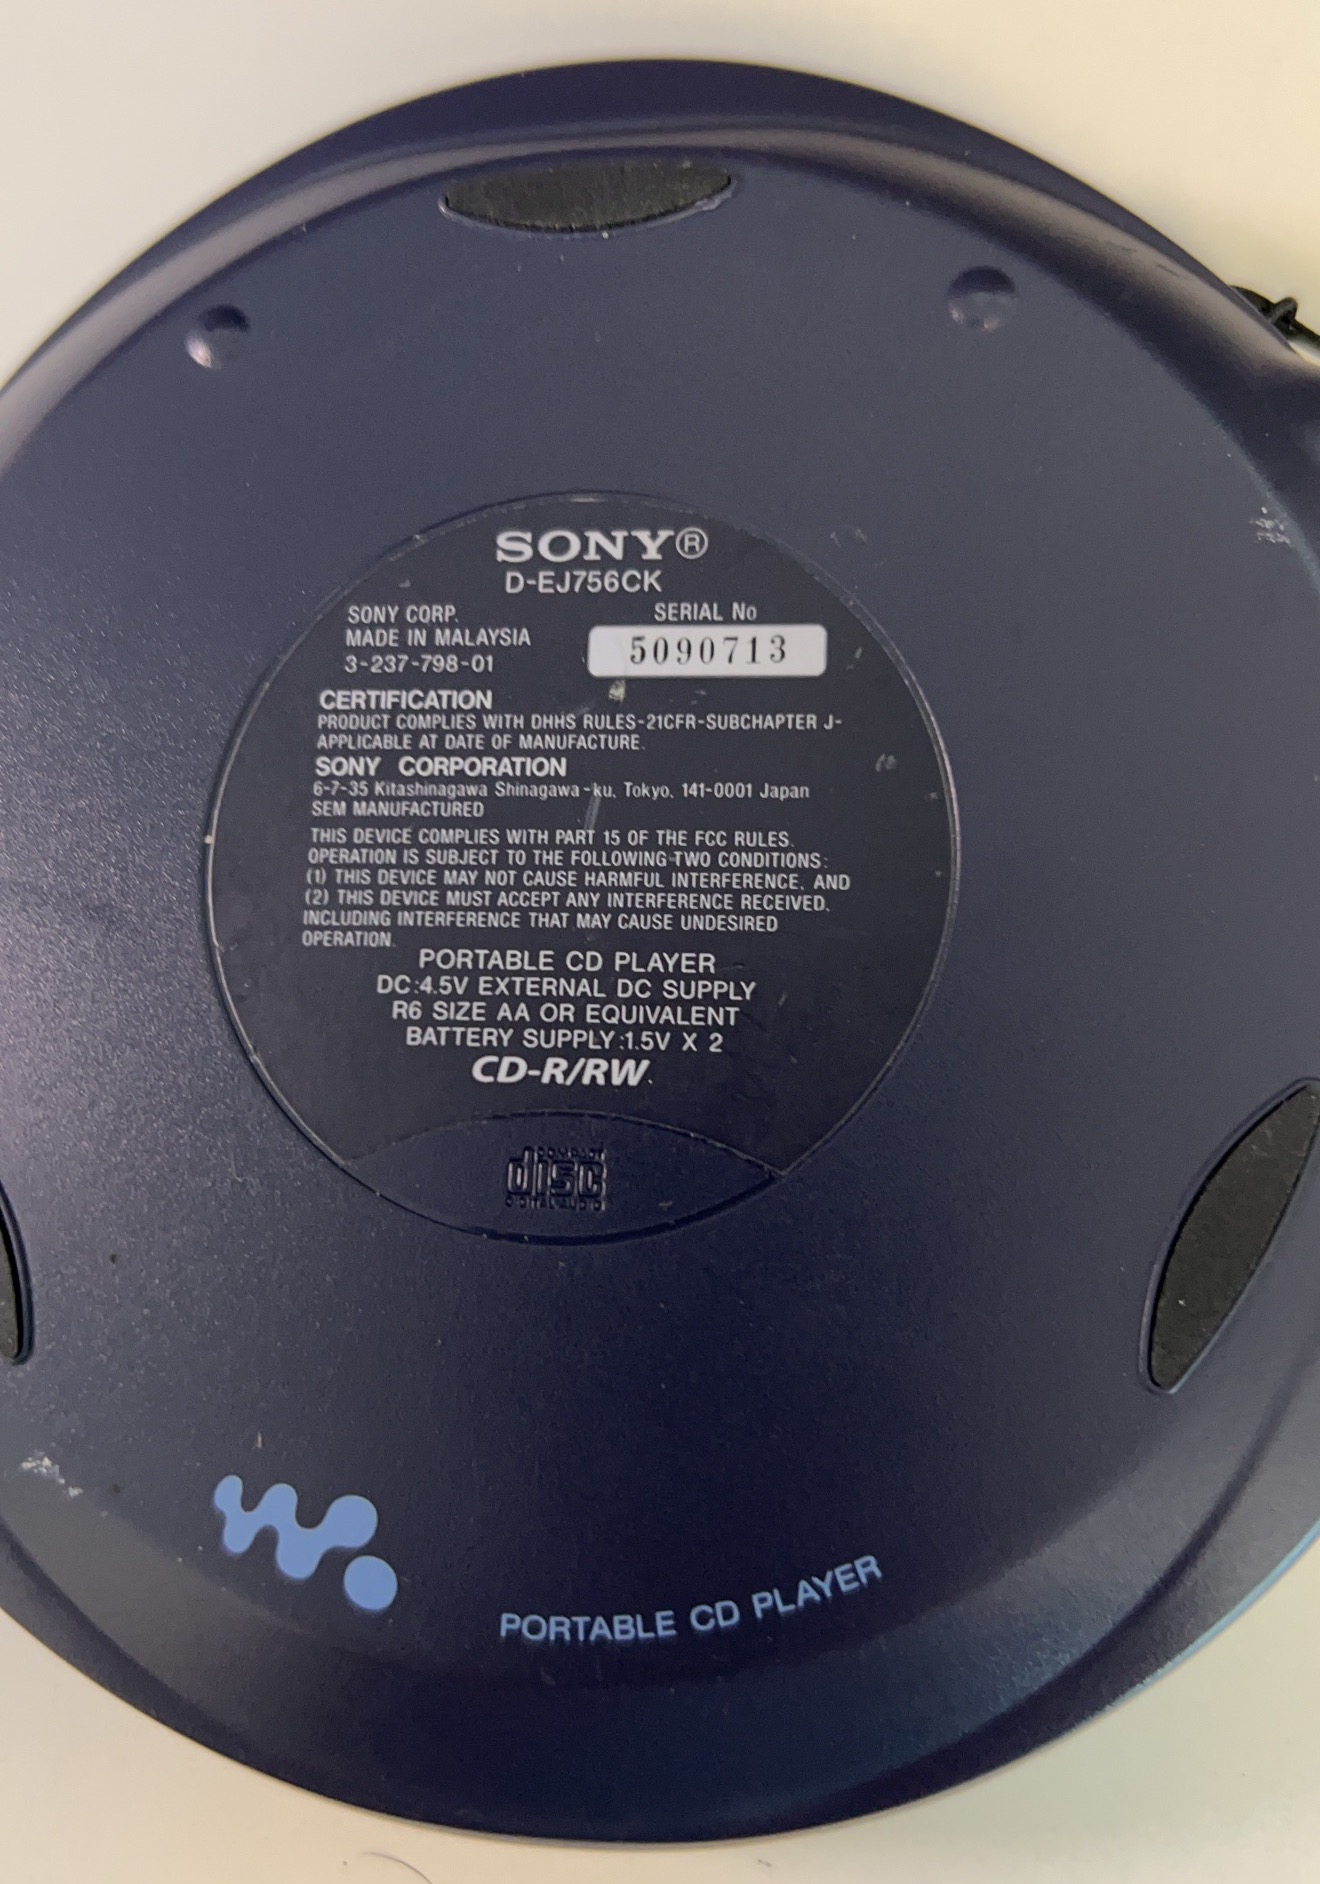 SONY®
D-EJ756CK
SONY CORP.
SERIAL No
MADE IN MALAYSIA
5090713
3-237-798-01
CERTIFICATION
PRODUCT COMPLIES WITH DHHS RULES-21CFR-SUBCHAPTER J-
APPLICABLE AT DATE OF MANUFACTURE.
SONY CORPORATION
6-7-35 Kitashinagawa Shinagawa-ku, Tokyo, 141-0001 Japan
SEM MANUFACTURED
THIS DEVICE COMPLIES WITH PART 15 OF THE FCC RULES.
OPERATION IS SUBJECT TO THE FOLLOWING TWO CONDITIONS:
(1) THIS DEVICE MAY NOT CAUSE HARMFUL INTERFERENCE, AND
(2) THIS DEVICE MUST ACCEPT ANY INTERFERENCE RECEIVED,
INCLUDING INTERFERENCE THAT MAY CAUSE UNDESIRED
OPERATION.
PORTABLE CD PLAYER
DC:4.5V EXTERNAL DC SUPPLY
R6 SIZE AA OR EQUIVALENT
BATTERY SUPPLY:1.5V X 2
CD-R/RW
COMPACT
disc
digital audio
PORTABLE CD PLAYER